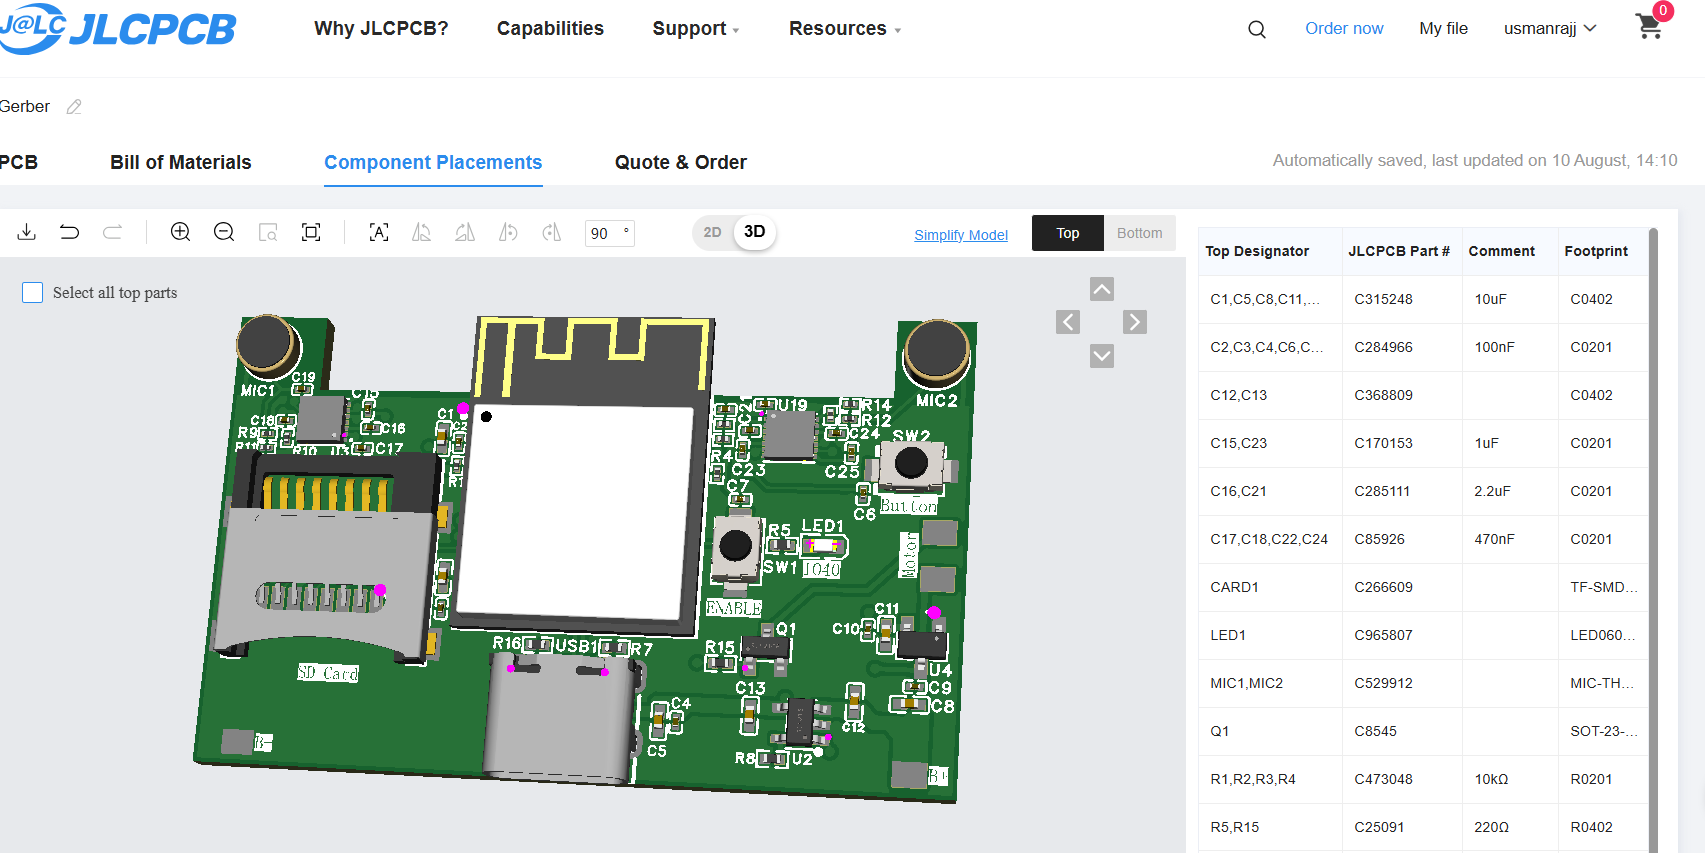 J@LC JLCPCB
Why JLCPCB?
Capabilities
Support
Resources
Order now
My file
usmanrajj
0
Gerber
PCB
Bill of Materials
Component Placements
Quote & Order
Automatically saved, last updated on 10 August, 14:10
90 °
2D
3D
Simplify Model
Top
Bottom
Select all top parts
MIC1
C19
C15
C18
C16
R9
R11
R10
U3
C17
C1
C2
R1
MIC2
C21
U19
R14
R12
C24
SW2
R4
C23
C25
C7
C6
Button
R5
LED1
SW1
IO40
Motor
ENABLE
C11
C10
Q1
R16
USB1
R7
R15
U4
SD Card
C13
C9
C8
C4
C5
C12
R8
U2
B-
B+
Top Designator JLCPCB Part # Comment Footprint
C1,C5,C8,C11,... C315248 10uF C0402
C2,C3,C4,C6,C... C284966 100nF C0201
C12,C13 C368809 C0402
C15,C23 C170153 1uF C0201
C16,C21 C285111 2.2uF C0201
C17,C18,C22,C24 C85926 470nF C0201
CARD1 C266609 TF-SMD...
LED1 C965807 LED060...
MIC1,MIC2 C529912 MIC-TH...
Q1 C8545 SOT-23-...
R1,R2,R3,R4 C473048 10kΩ R0201
R5,R15 C25091 220Ω R0402